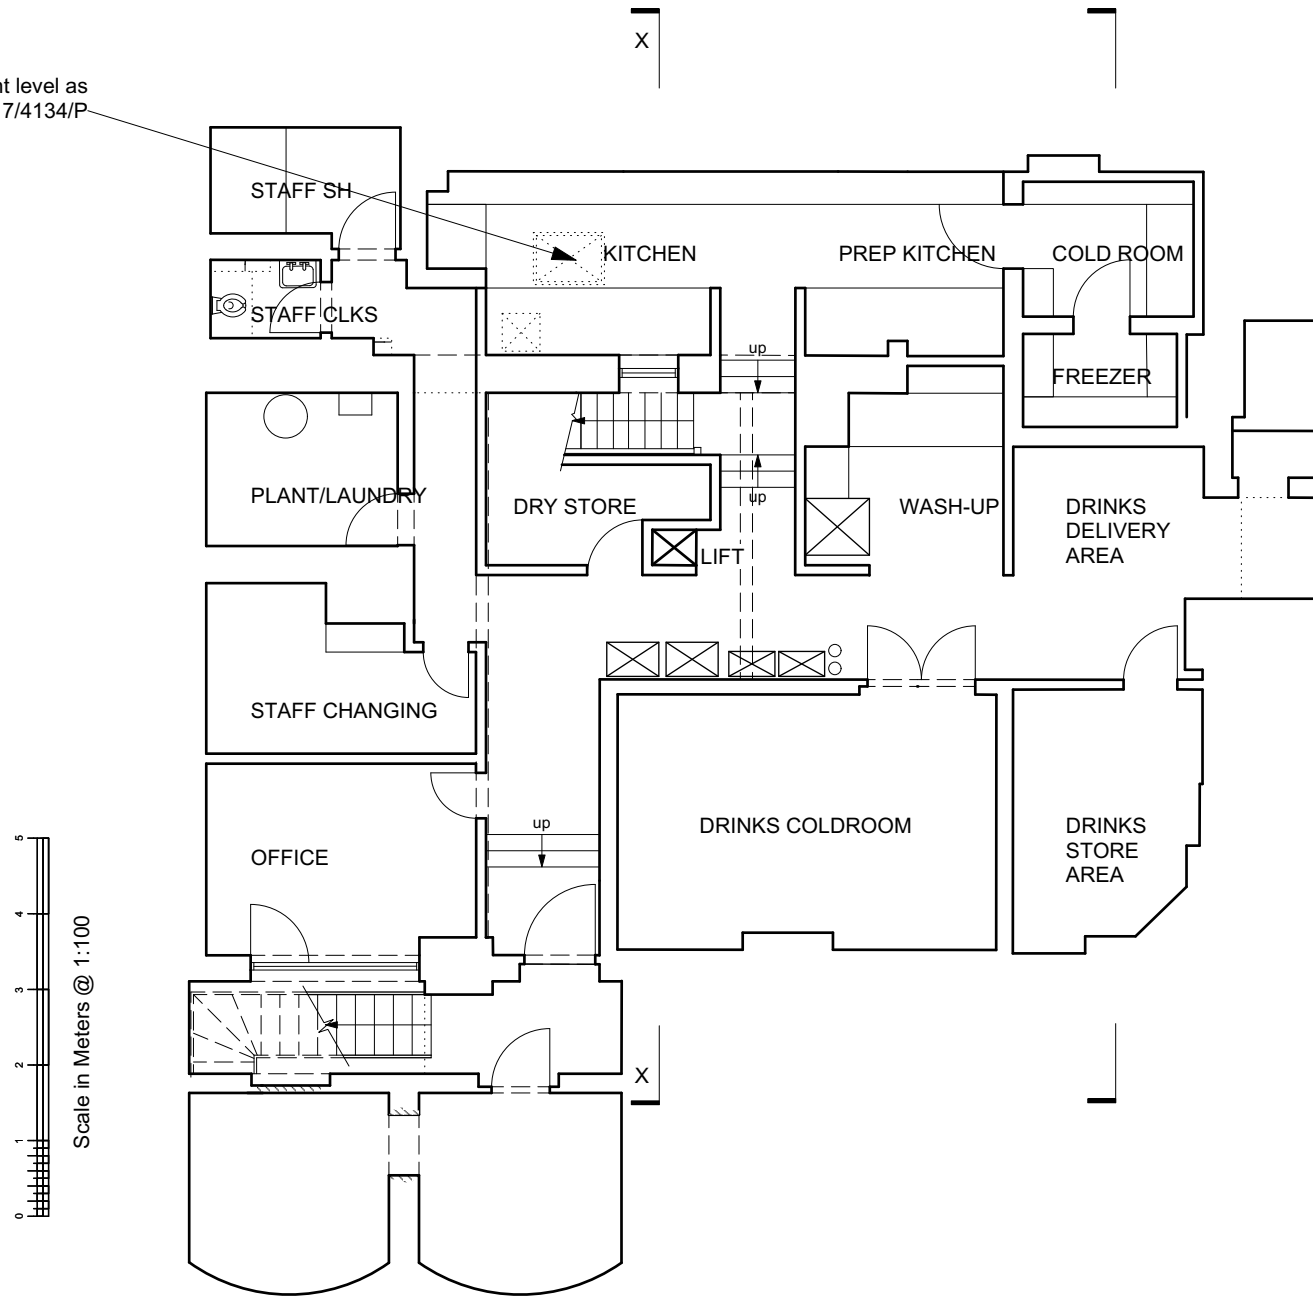 X
nt level as
7/4134/P
STAFF SH
KITCHEN
PREP KITCHEN
COLD ROOM
STAFF CLKS
up
FREEZER
PLANT/LAUNDRY
DRY STORE
up
WASH-UP
DRINKS
DELIVERY
AREA
LIFT
STAFF CHANGING
up
DRINKS COLDROOM
DRINKS
STORE
AREA
OFFICE
5
4
3
2
1
0
Scale in Meters @ 1:100
X